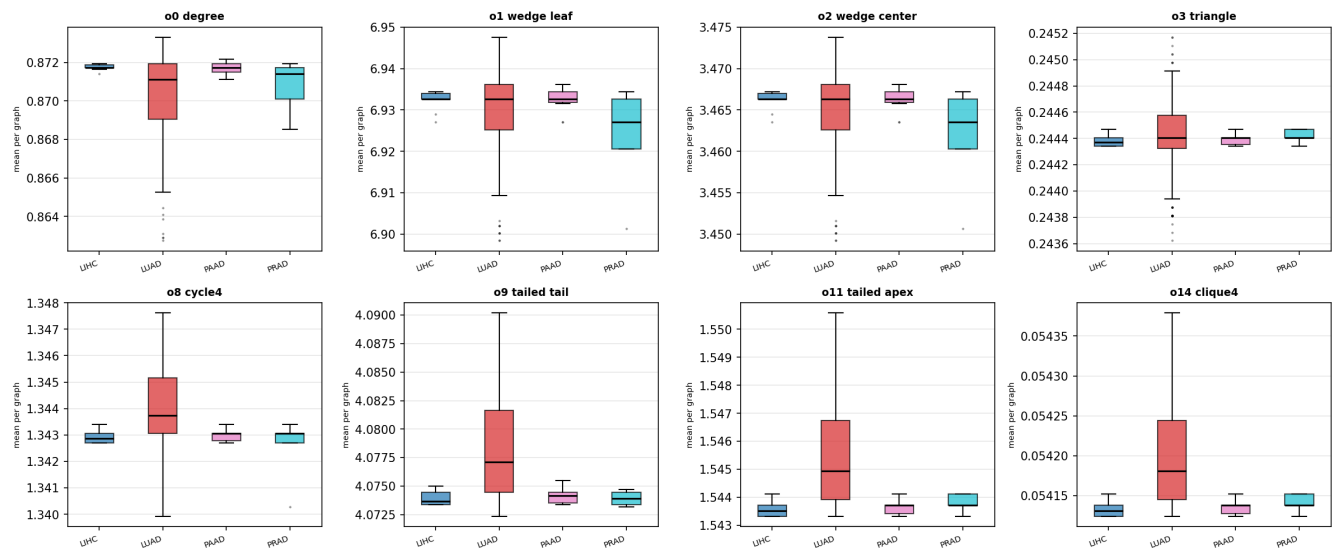 o0 degree
mean per graph
0.872
0.870
0.868
0.866
0.864
LIHC
LUAD
PAAD
PRAD
o1 wedge leaf
mean per graph
6.95
6.94
6.93
6.92
6.91
6.90
LIHC
LUAD
PAAD
PRAD
o2 wedge center
mean per graph
3.475
3.470
3.465
3.460
3.455
3.450
LIHC
LUAD
PAAD
PRAD
o3 triangle
mean per graph
0.2452
0.2450
0.2448
0.2446
0.2444
0.2442
0.2440
0.2438
0.2436
LIHC
LUAD
PAAD
PRAD
o8 cycle4
mean per graph
1.348
1.347
1.346
1.345
1.344
1.343
1.342
1.341
1.340
LIHC
LUAD
PAAD
PRAD
o9 tailed tail
mean per graph
4.0900
4.0875
4.0850
4.0825
4.0800
4.0775
4.0750
4.0725
LIHC
LUAD
PAAD
PRAD
o11 tailed apex
mean per graph
1.550
1.549
1.548
1.547
1.546
1.545
1.544
1.543
LIHC
LUAD
PAAD
PRAD
o14 clique4
mean per graph
0.05435
0.05430
0.05425
0.05420
0.05415
LIHC
LUAD
PAAD
PRAD